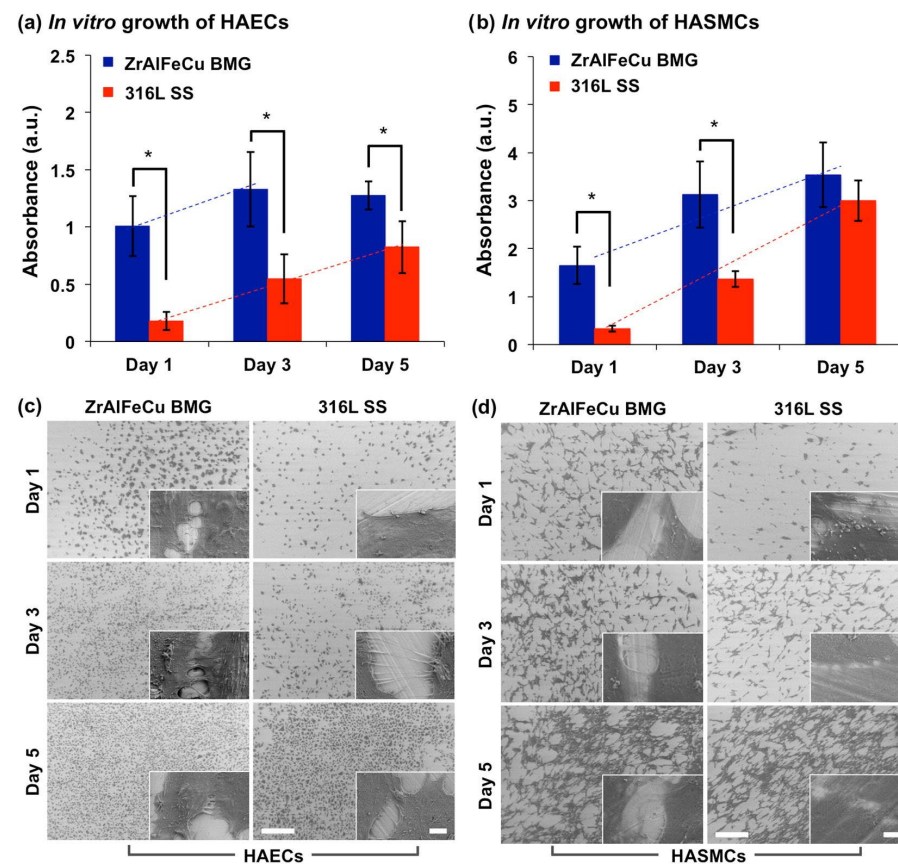 (a) In vitro growth of HAECs
2.5
2
1.5
1
0.5
0
Absorbance (a.u.)
ZrAlFeCu BMG
316L SS
*
*
*
Day 1
Day 3
Day 5
(b) In vitro growth of HASMCs
6
5
4
3
2
1
0
Absorbance (a.u.)
ZrAlFeCu BMG
316L SS
*
*
Day 1
Day 3
Day 5
(c)
ZrAlFeCu BMG
316L SS
Day 1
Day 3
Day 5
HAECs
(d)
ZrAlFeCu BMG
316L SS
Day 1
Day 3
Day 5
HASMCs